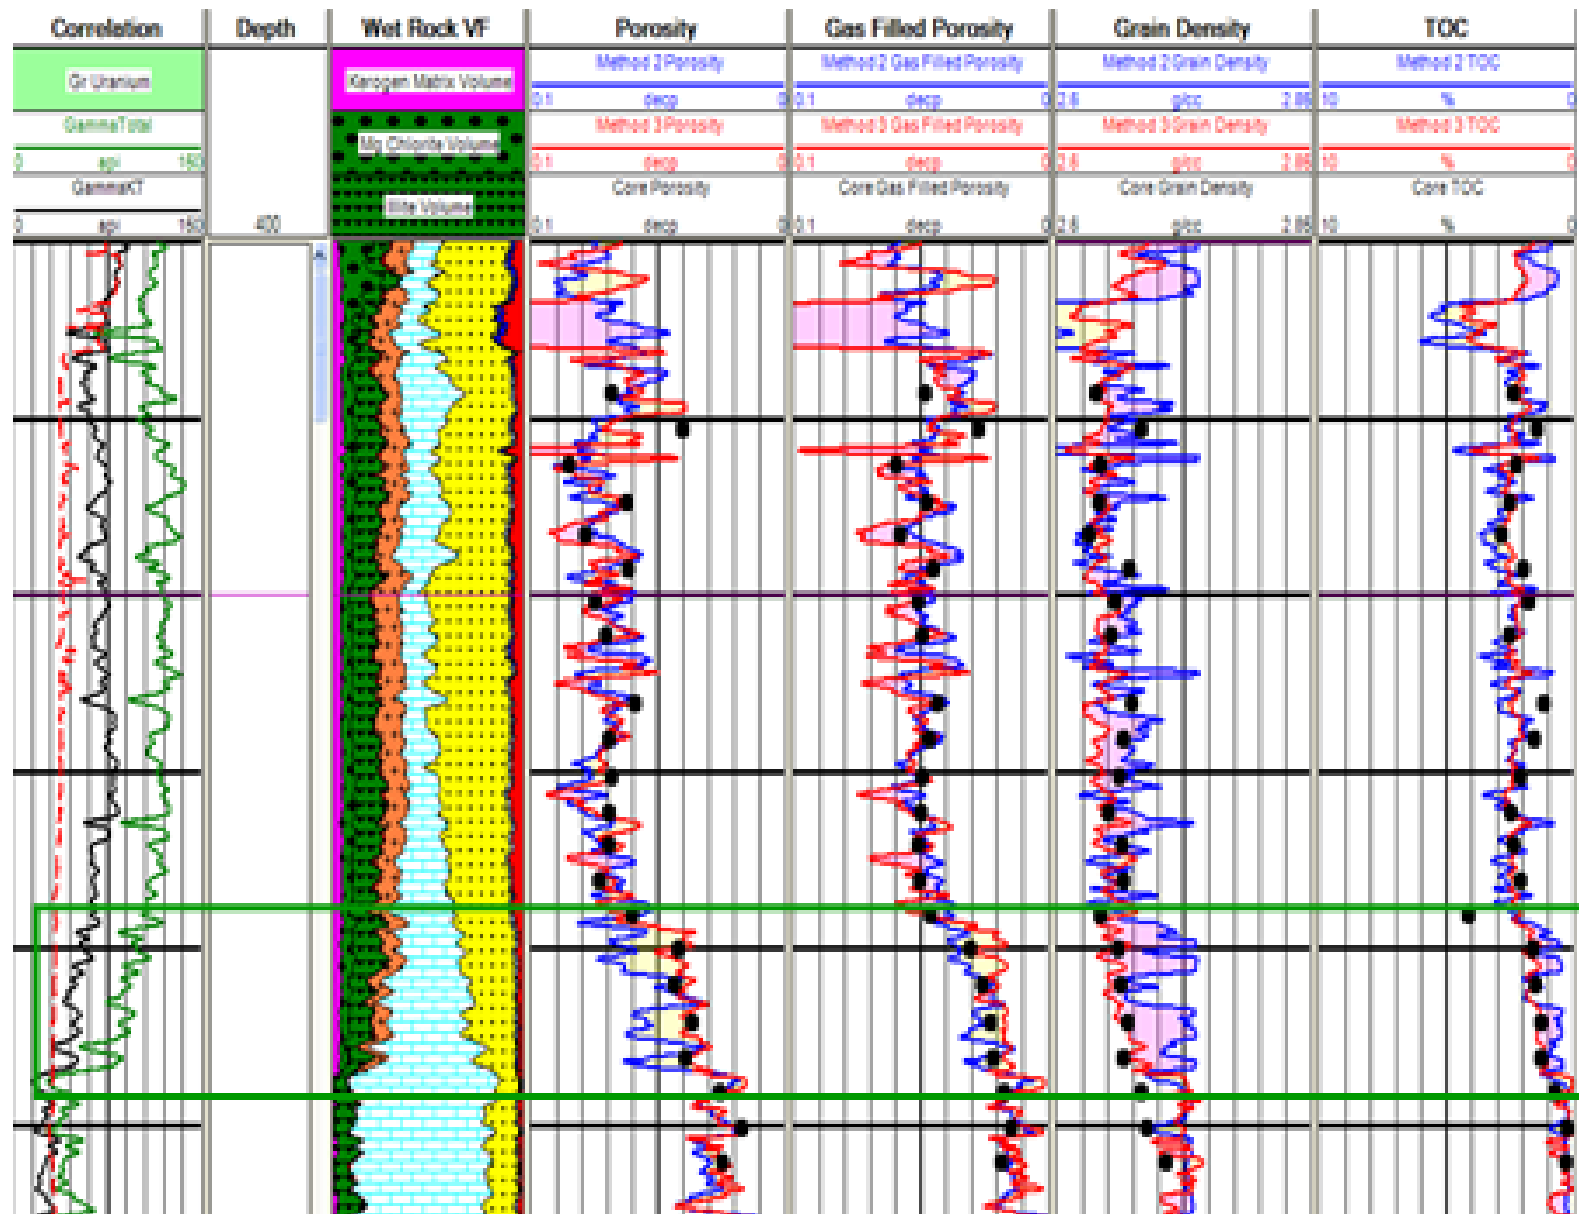 Correlation
Depth
Wet Rock VF
Porosity
Gas Filled Porosity
Grain Density
TOC
Gr Uranium
Kerogen Matrix Volume
Method 2 Porosity
Method 2 Gas Filled Porosity
Method 2 Grain Density
Method 2 TOC
0.1 decp 0
0.1 decp 0
2.6 g/cc 2.85
10 % 0
GammaTotal
Mg Chlorite Volume
Method 3 Porosity
Method 3 Gas Filled Porosity
Method 3 Grain Density
Method 3 TOC
0 api 150
0.1 decp 0
0.1 decp 0
2.6 g/cc 2.85
10 % 0
GammaKT
Illite Volume
Core Porosity
Core Gas Filled Porosity
Core Grain Density
Core TOC
0 api 150
400
0.1 decp 0
0.1 decp 0
2.6 g/cc 2.85
10 % 0